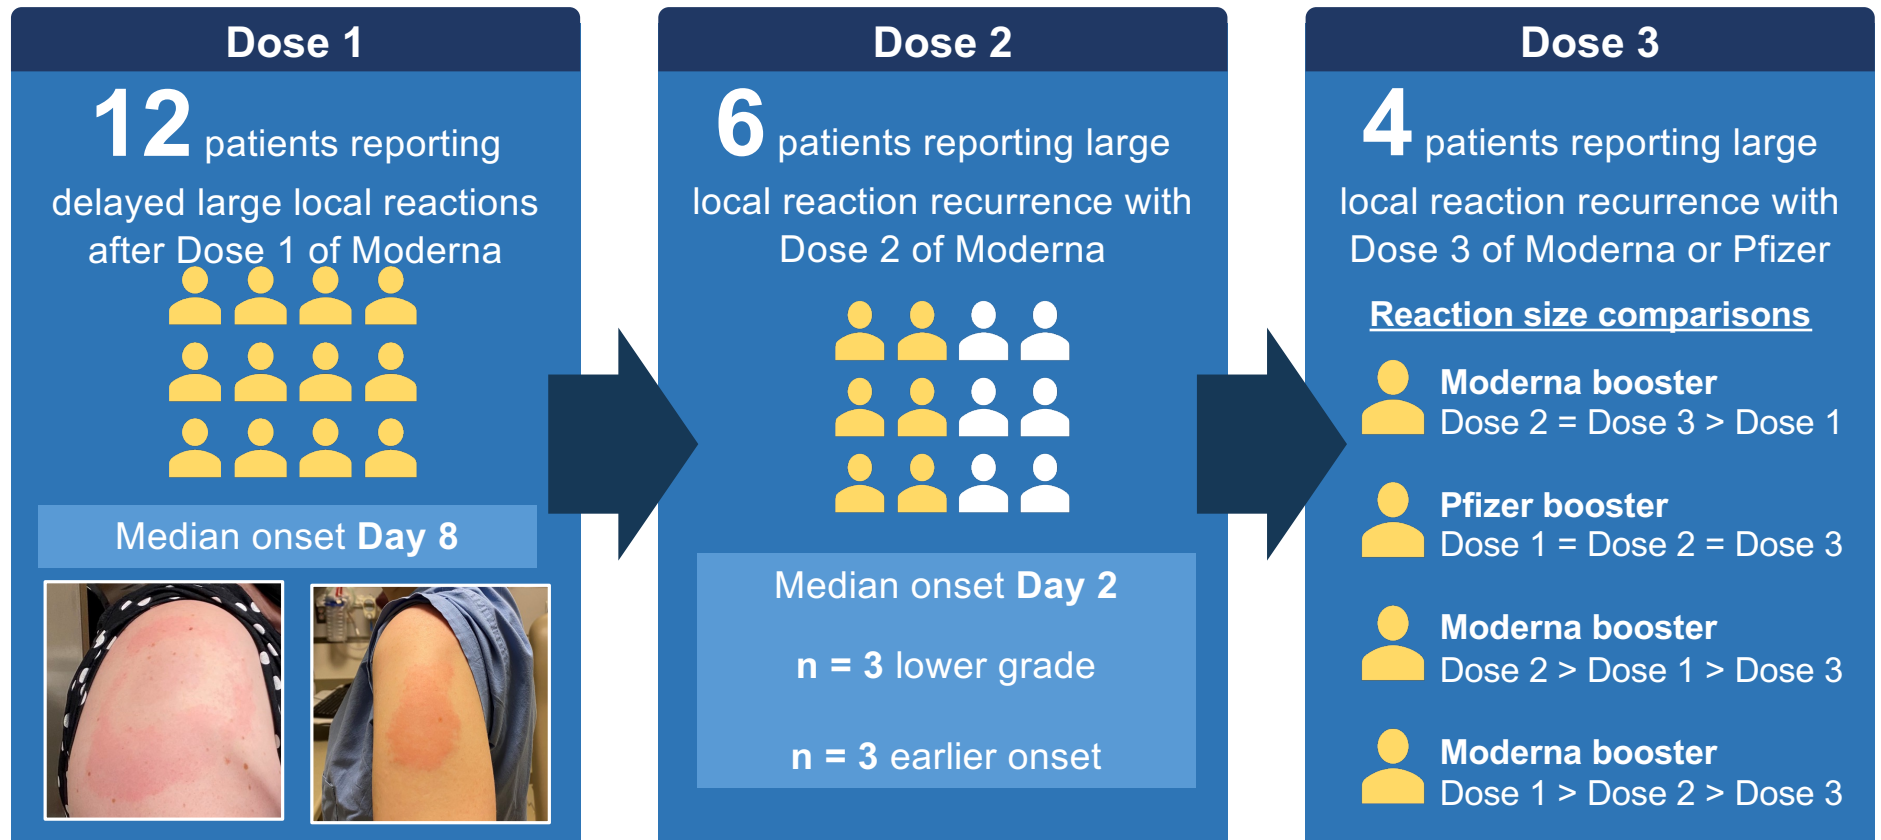 Dose 1
12 patients reporting
delayed large local reactions
after Dose 1 of Moderna
Median onset Day 8
Dose 2
6 patients reporting large
local reaction recurrence with
Dose 2 of Moderna
Median onset Day 2
n = 3 lower grade
n = 3 earlier onset
Dose 3
4 patients reporting large
local reaction recurrence with
Dose 3 of Moderna or Pfizer
Reaction size comparisons
Moderna booster
Dose 2 = Dose 3 > Dose 1
Pfizer booster
Dose 1 = Dose 2 = Dose 3
Moderna booster
Dose 2 > Dose 1 > Dose 3
Moderna booster
Dose 1 > Dose 2 > Dose 3